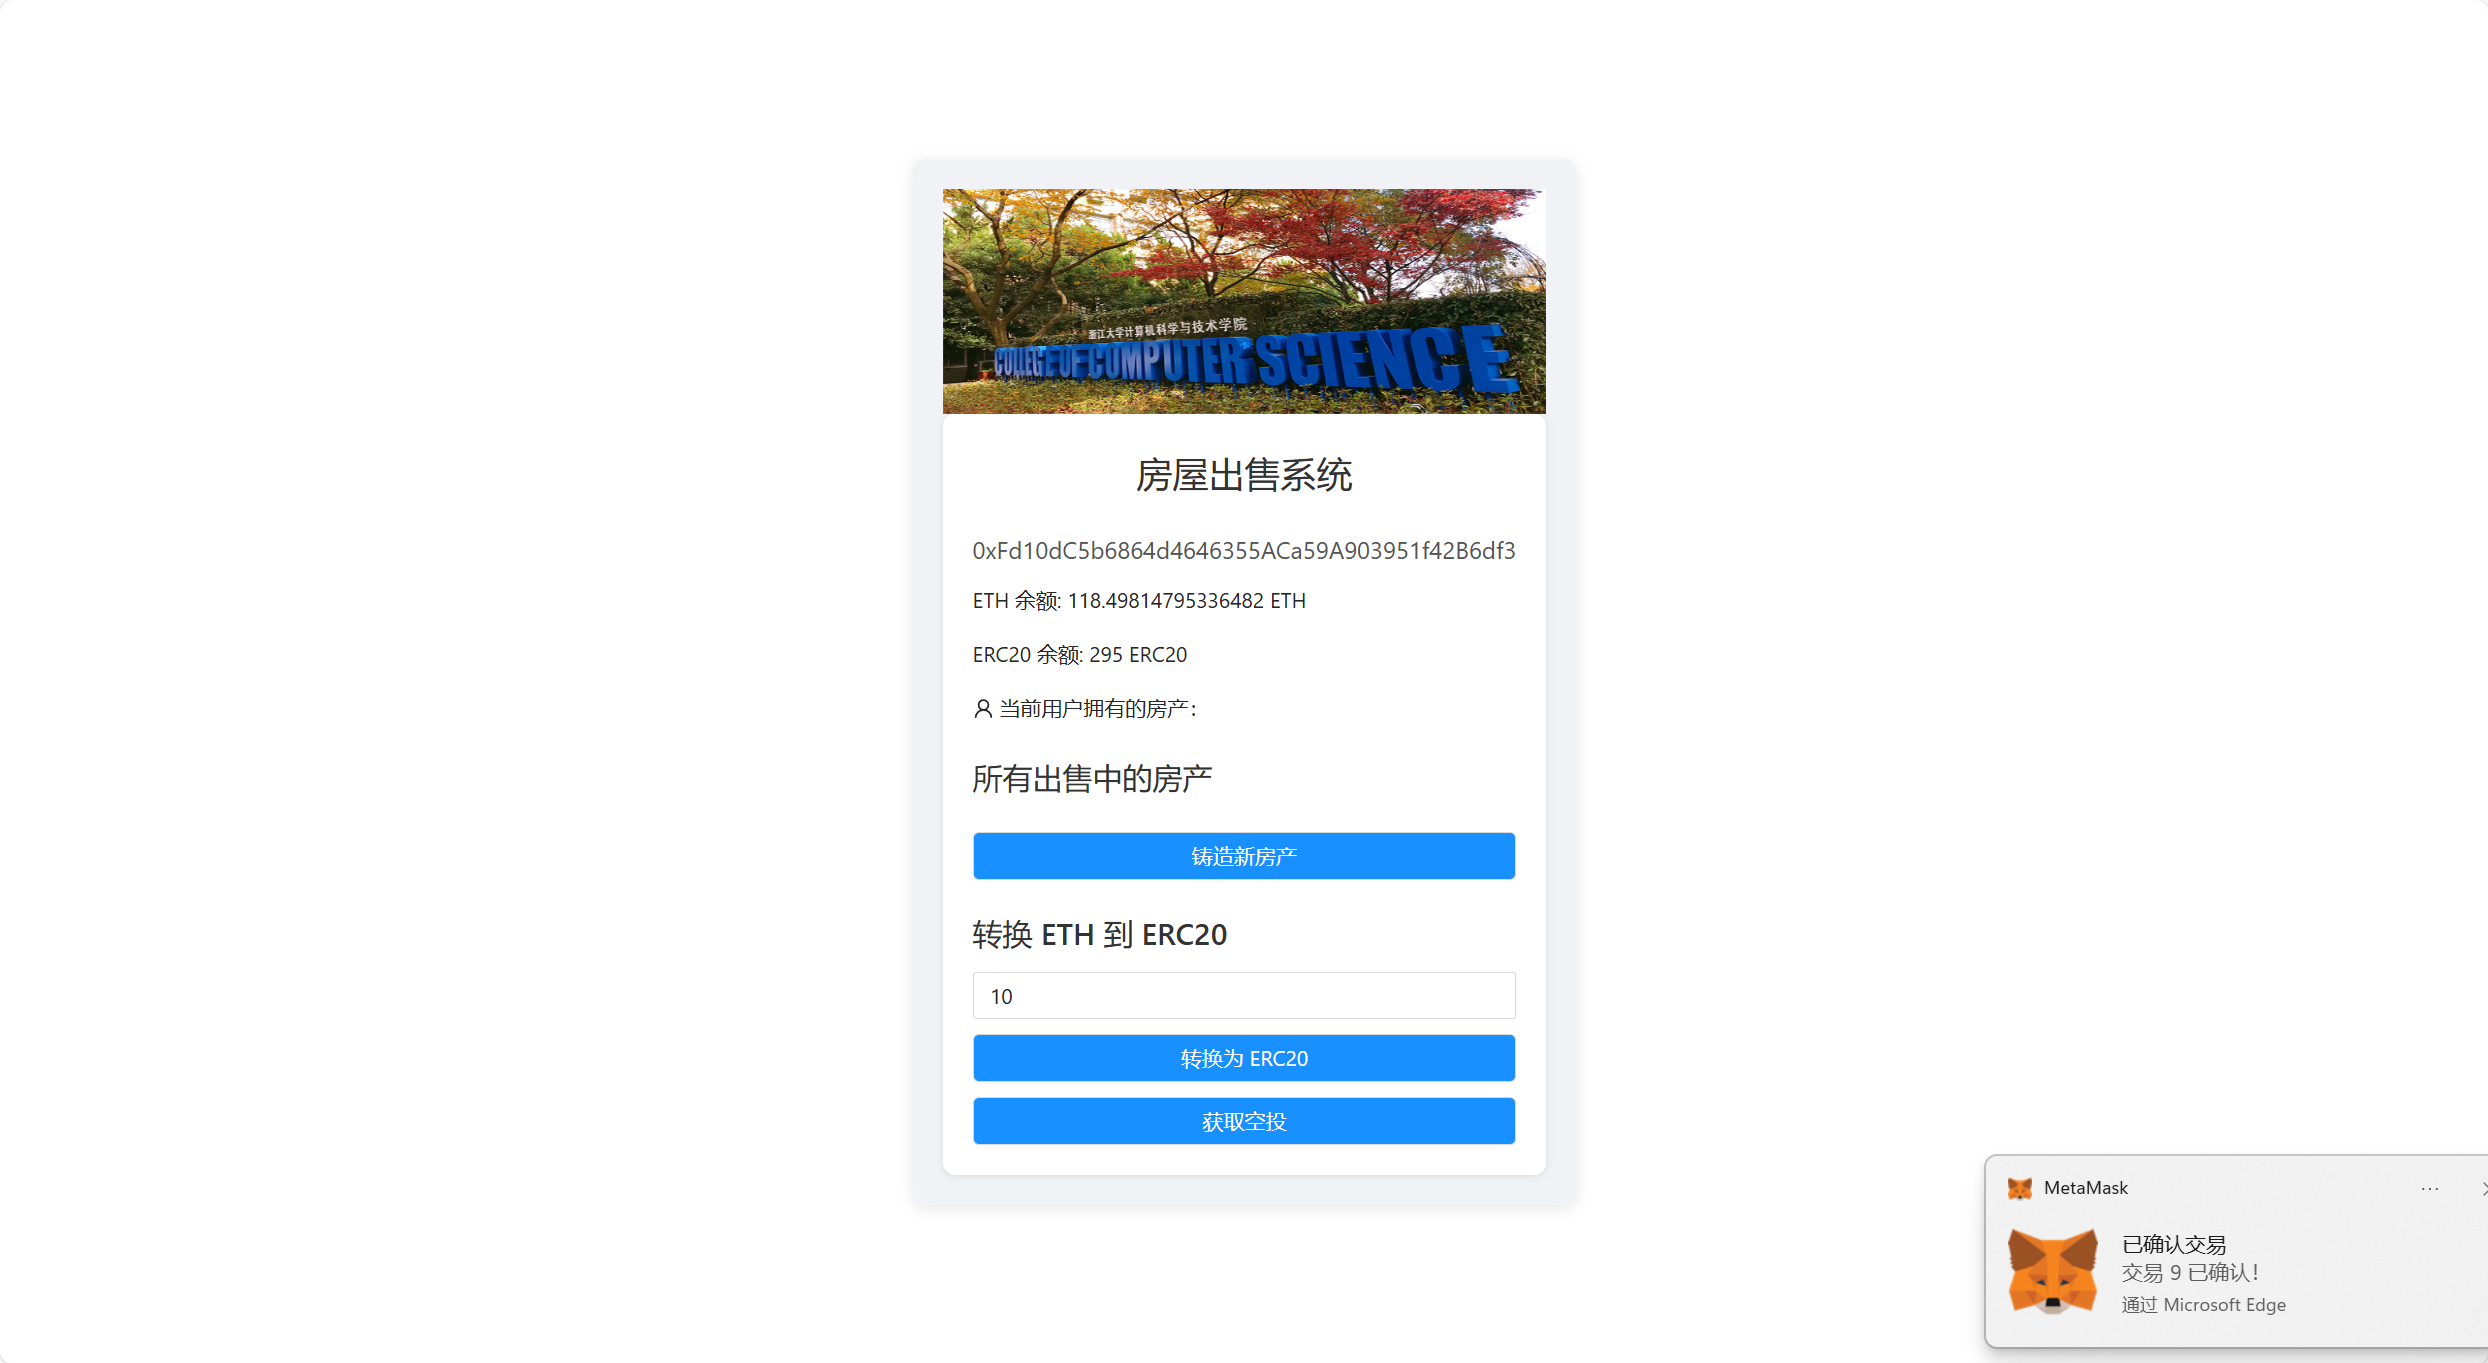 浙江大学计算机科学与技术学院
COLLEGE OF COMPUTER SCIENCE
房屋出售系统
0xFd10dC5b6864d4646355ACa59A903951f42B6df3
ETH 余额: 118.49814795336482 ETH
ERC20 余额: 295 ERC20
当前用户拥有的房产：
所有出售中的房产
铸造新房产
转换 ETH 到 ERC20
10
转换为 ERC20
获取空投
MetaMask
已确认交易
交易 9 已确认！
通过 Microsoft Edge